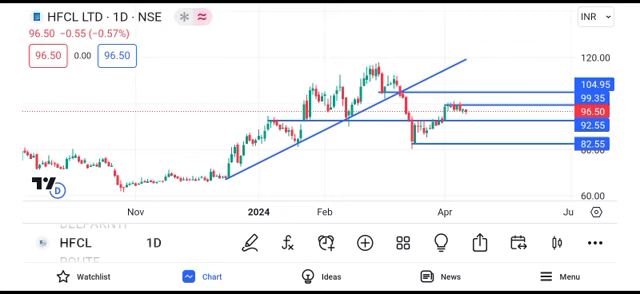 HFCL LTD · 1D · NSE
INR
96.50 −0.55 (−0.57%)
96.50 0.00 96.50
120.00
104.95
99.35
96.50
92.55
82.55
60.00
D
Nov 2024 Feb Apr Ju
HFCL 1D
Watchlist Chart Ideas News Menu